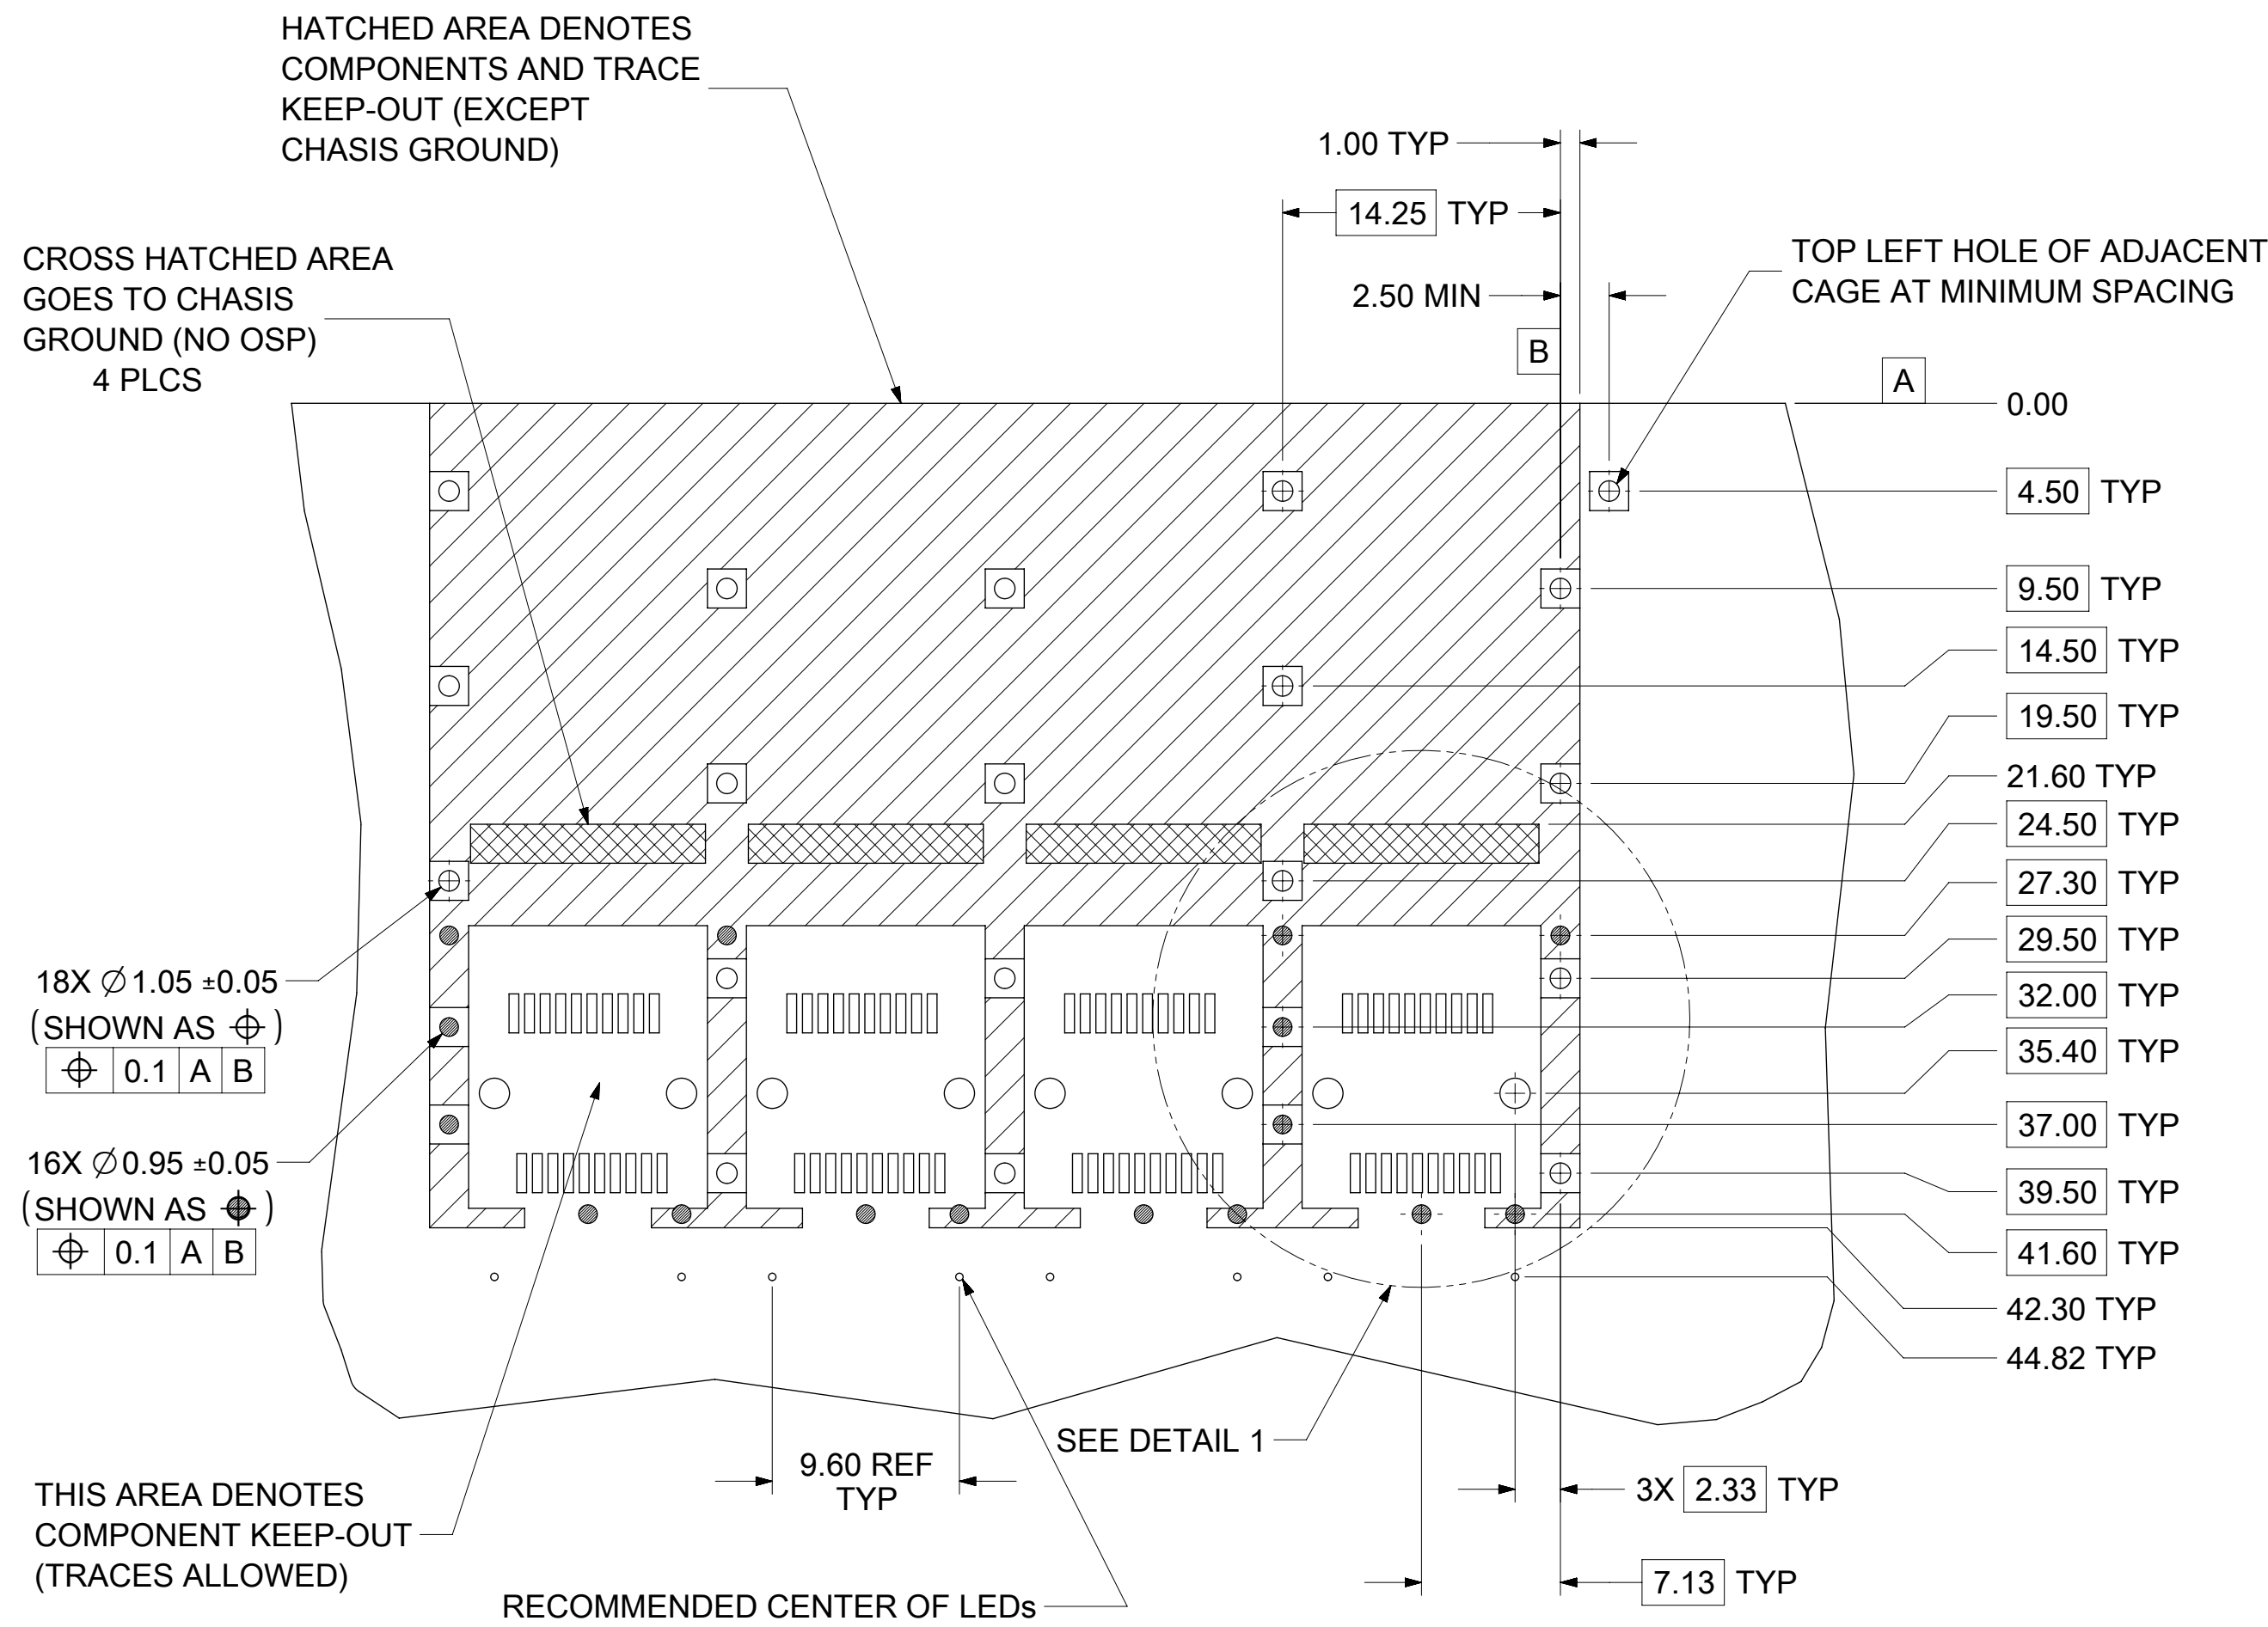 HATCHED AREA DENOTES
COMPONENTS AND TRACE
KEEP-OUT (EXCEPT
CHASIS GROUND)
1.00 TYP
14.25 TYP
2.50 MIN
TOP LEFT HOLE OF ADJACENT
CAGE AT MINIMUM SPACING
CROSS HATCHED AREA
GOES TO CHASIS
GROUND (NO OSP)
4 PLCS
B
A
0.00
4.50 TYP
9.50 TYP
14.50 TYP
19.50 TYP
21.60 TYP
24.50 TYP
27.30 TYP
29.50 TYP
32.00 TYP
35.40 TYP
37.00 TYP
39.50 TYP
41.60 TYP
42.30 TYP
44.82 TYP
18X ∅1.05 ±0.05
(SHOWN AS ⌖)
⌖ 0.1 A B
16X ∅0.95 ±0.05
(SHOWN AS ⌖)
⌖ 0.1 A B
THIS AREA DENOTES
COMPONENT KEEP-OUT
(TRACES ALLOWED)
9.60 REF
TYP
RECOMMENDED CENTER OF LEDs
SEE DETAIL 1
3X 2.33 TYP
7.13 TYP